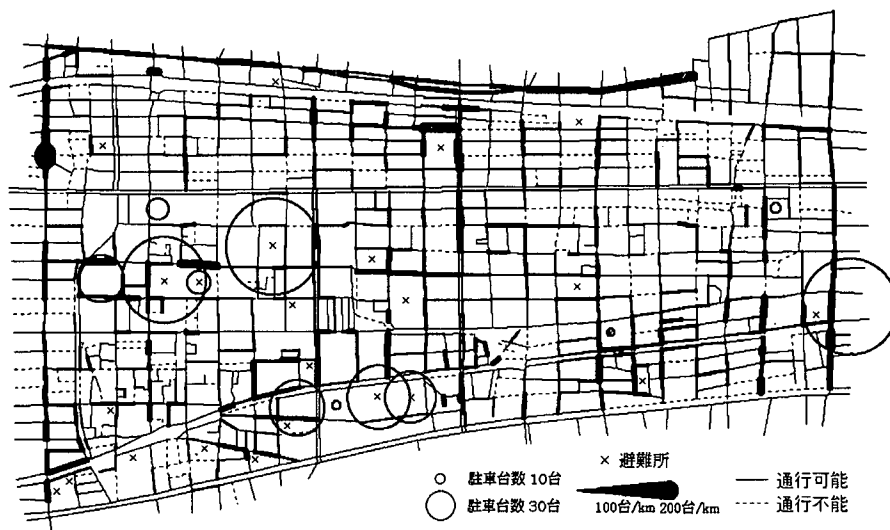 × 避難所
駐車台数 10台
駐車台数 30台
100台/km 200台/km
通行可能
通行不能